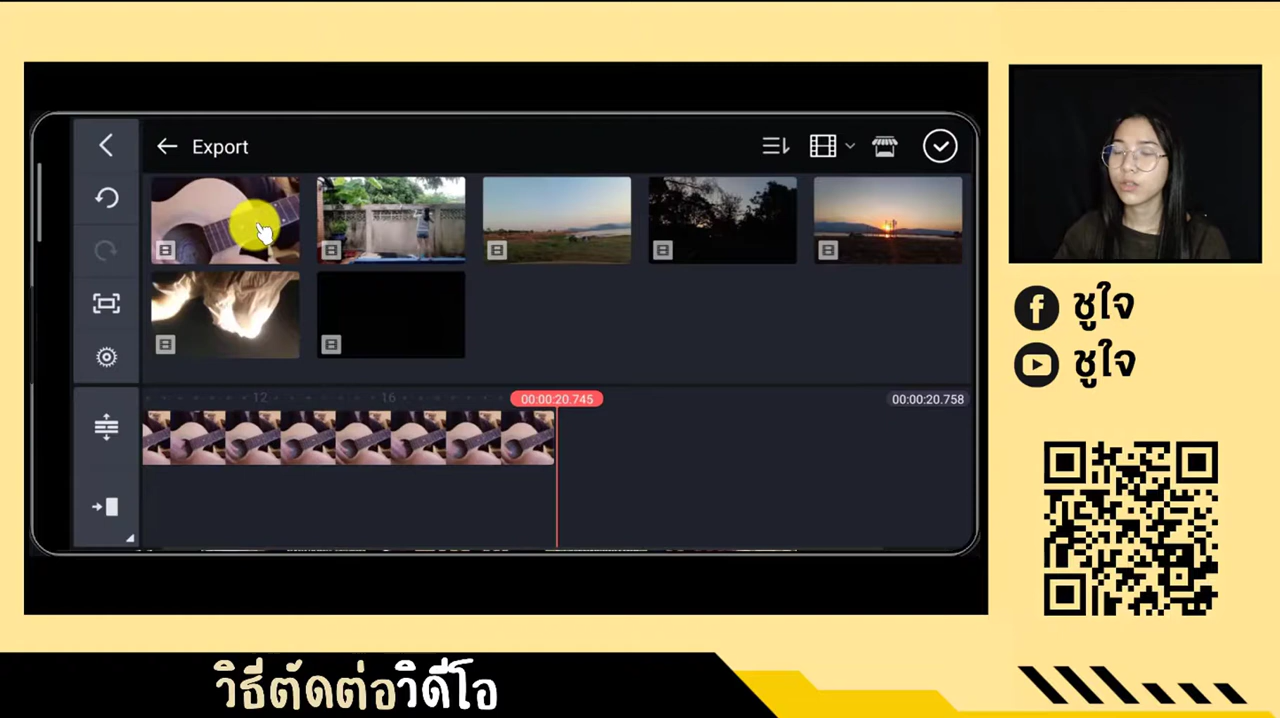 Export
12
16
00:00:20.745
00:00:20.758
f ชูใจ
ชูใจ
วิธีตัดต่อวิดีโอ